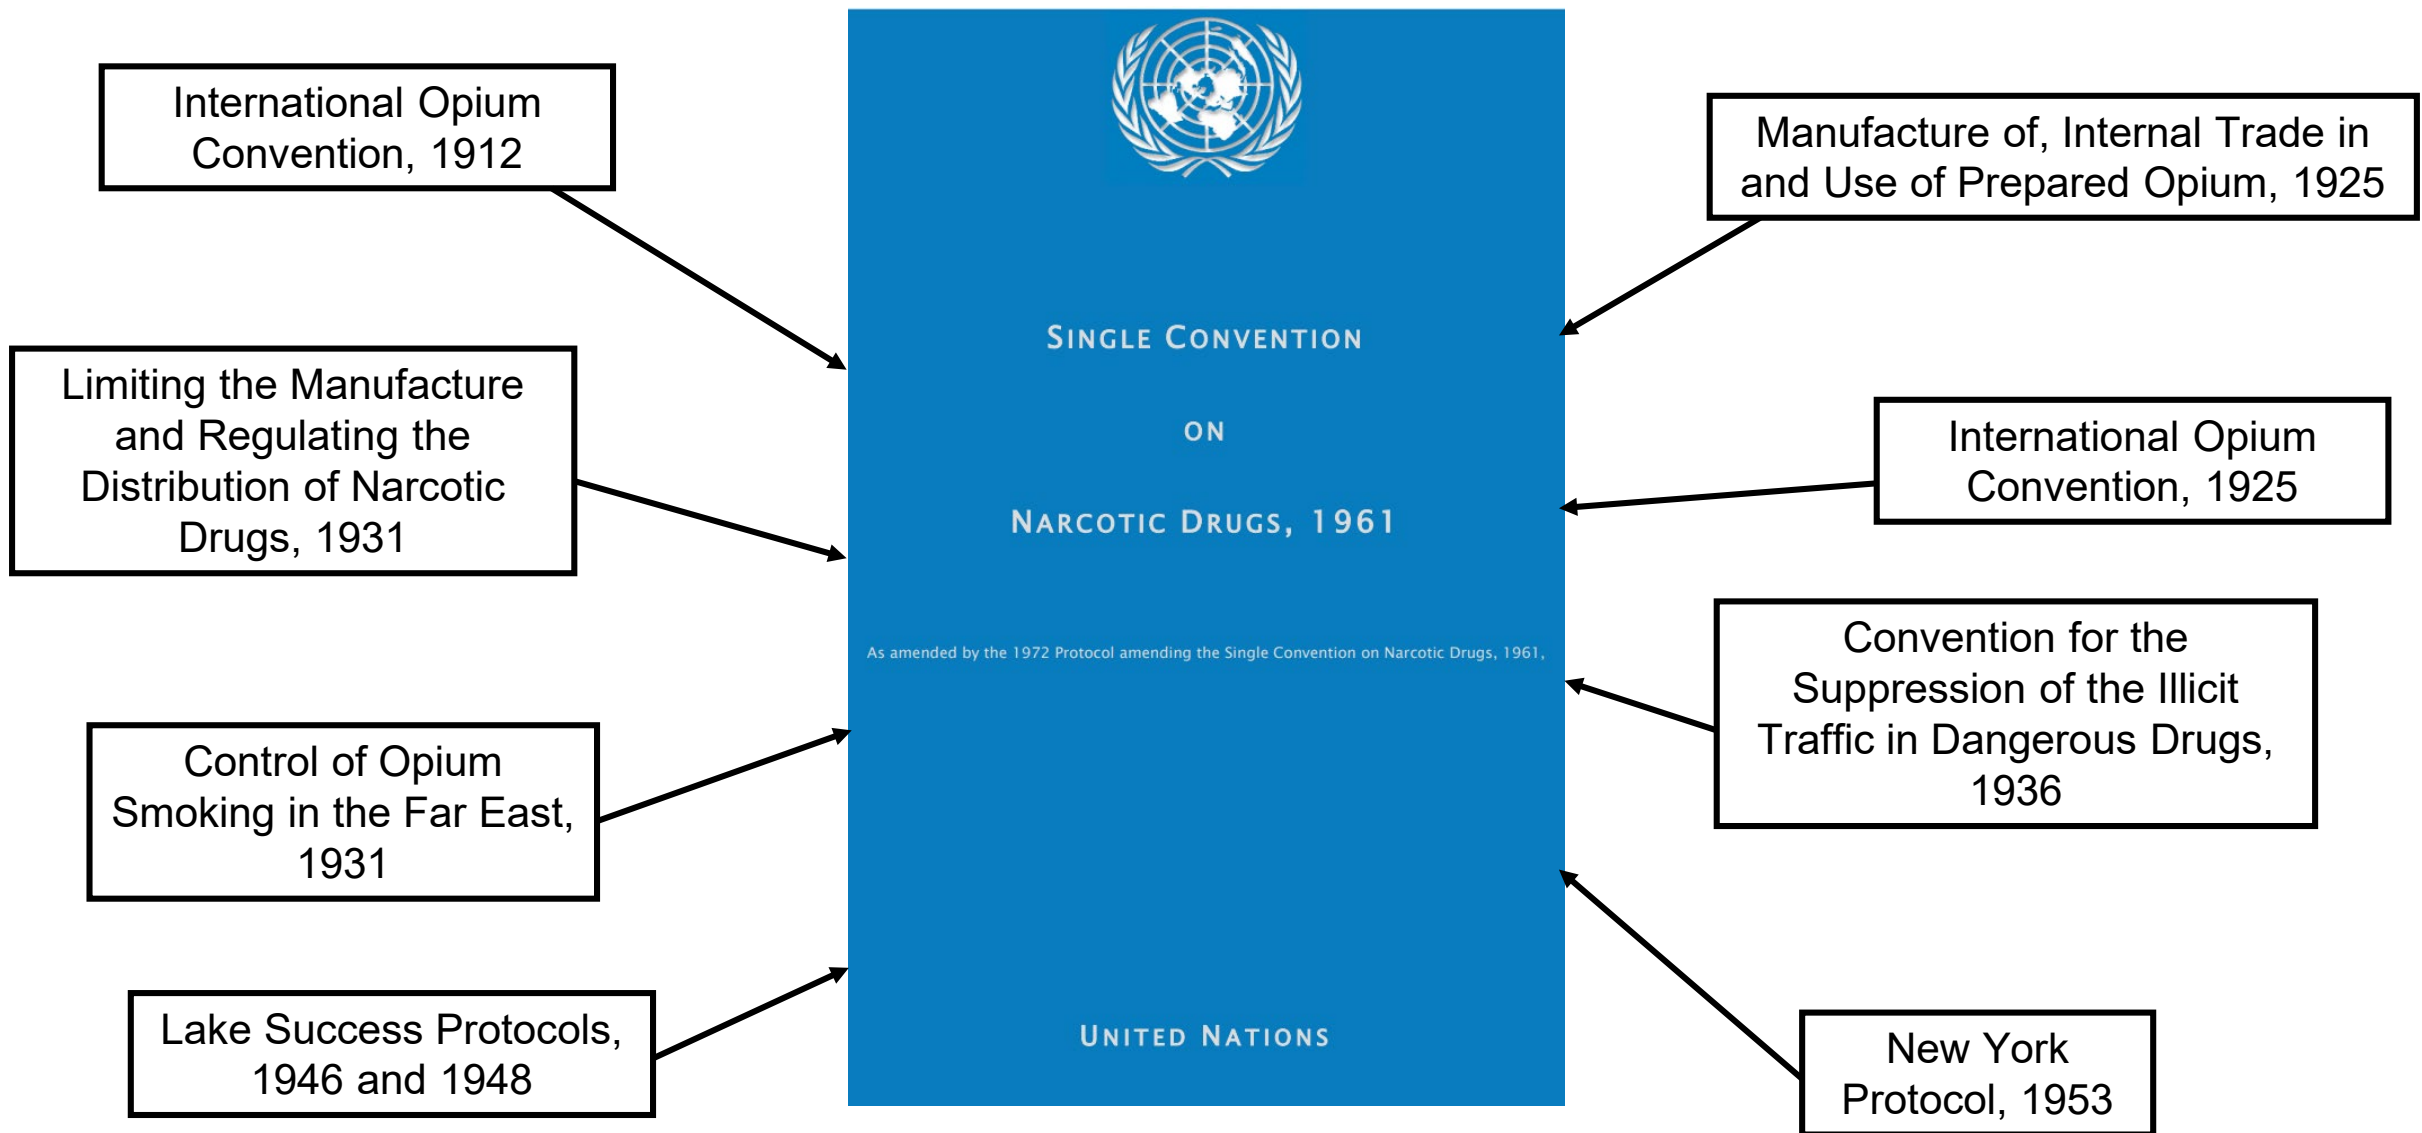 International Opium
Convention, 1912
Limiting the Manufacture
and Regulating the
Distribution of Narcotic
Drugs, 1931
Control of Opium
Smoking in the Far East,
1931
Lake Success Protocols,
1946 and 1948
SINGLE CONVENTION
ON
NARCOTIC DRUGS, 1961
As amended by the 1972 Protocol amending the Single Convention on Narcotic Drugs, 1961,
UNITED NATIONS
Manufacture of, Internal Trade in
and Use of Prepared Opium, 1925
International Opium
Convention, 1925
Convention for the
Suppression of the Illicit
Traffic in Dangerous Drugs,
1936
New York
Protocol, 1953